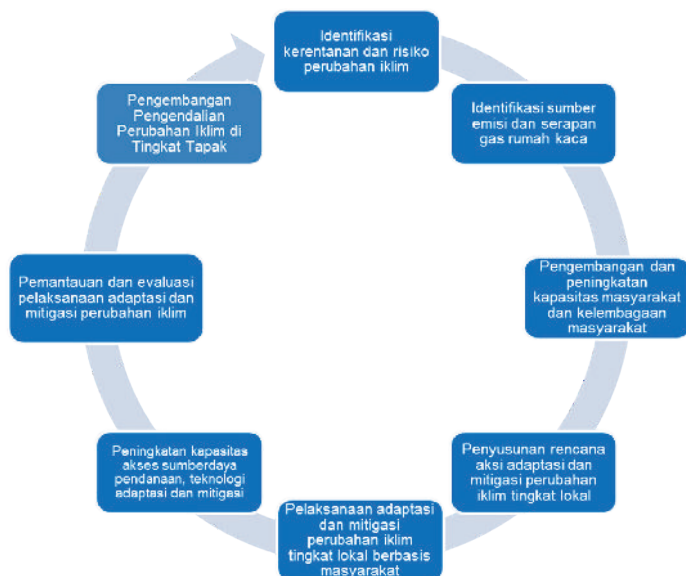 Identifikasi
kerentanan dan risiko
perubahan iklim
Identifikasi sumber
emisi dan serapan
gas rumah kaca
Pengembangan dan
peningkatan
kapasitas masyarakat
dan kelembagaan
masyarakat
Penyusunan rencana
aksi adaptasi dan
mitigasi perubahan
iklim tingkat lokal
Pelaksanaan adaptasi
dan mitigasi
perubahan iklim
tingkat lokal berbasis
masyarakat
Peningkatan kapasitas
akses sumberdaya
pendanaan, teknologi
adaptasi dan mitigasi
Pemantauan dan evaluasi
pelaksanaan adaptasi dan
mitigasi perubahan iklim
Pengembangan
Pengendalian
Perubahan Iklim di
Tingkat Tapak